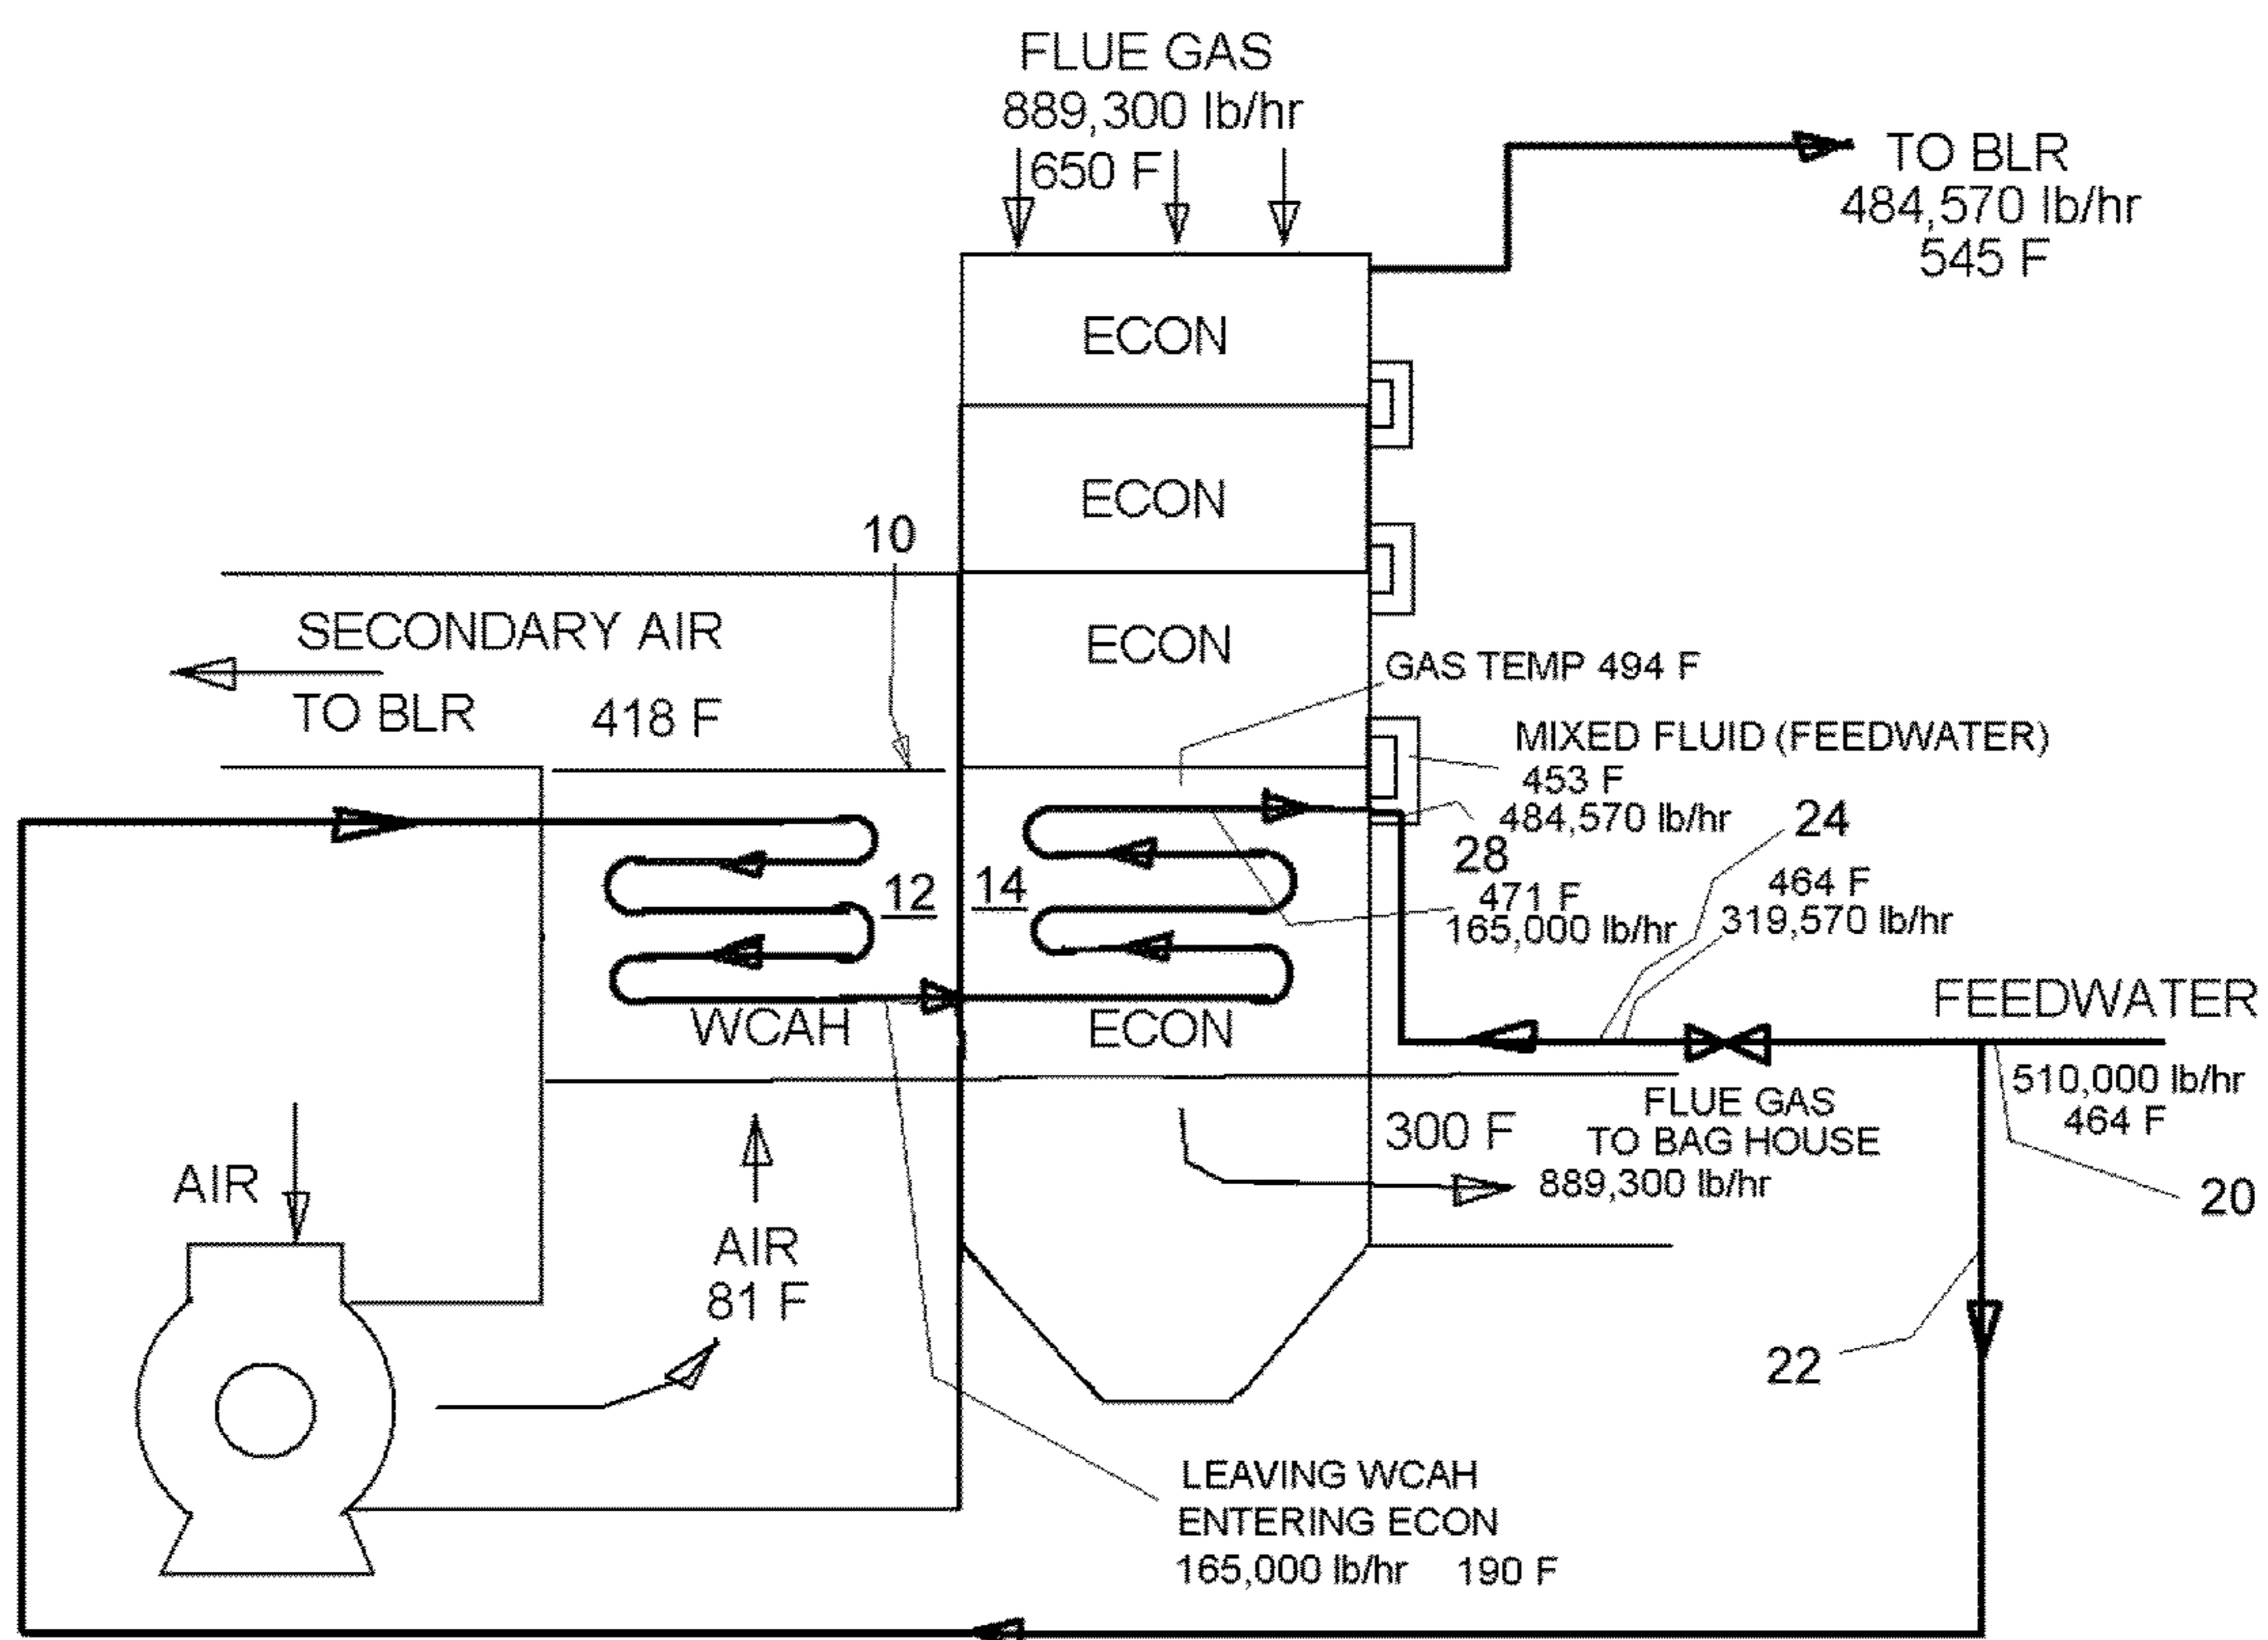 FLUE GAS
889,300 lb/hr
650 F
TO BLR
484,570 lb/hr
545 F
ECON
ECON
10
SECONDARY AIR
TO BLR
418 F
ECON
GAS TEMP 494 F
MIXED FLUID (FEEDWATER)
453 F
484,570 lb/hr
24
28
12
14
471 F
165,000 lb/hr
464 F
319,570 lb/hr
WCAH
ECON
FEEDWATER
510,000 lb/hr
464 F
300 F
FLUE GAS
TO BAG HOUSE
889,300 lb/hr
20
AIR
AIR
81 F
22
LEAVING WCAH
ENTERING ECON
165,000 lb/hr 190 F